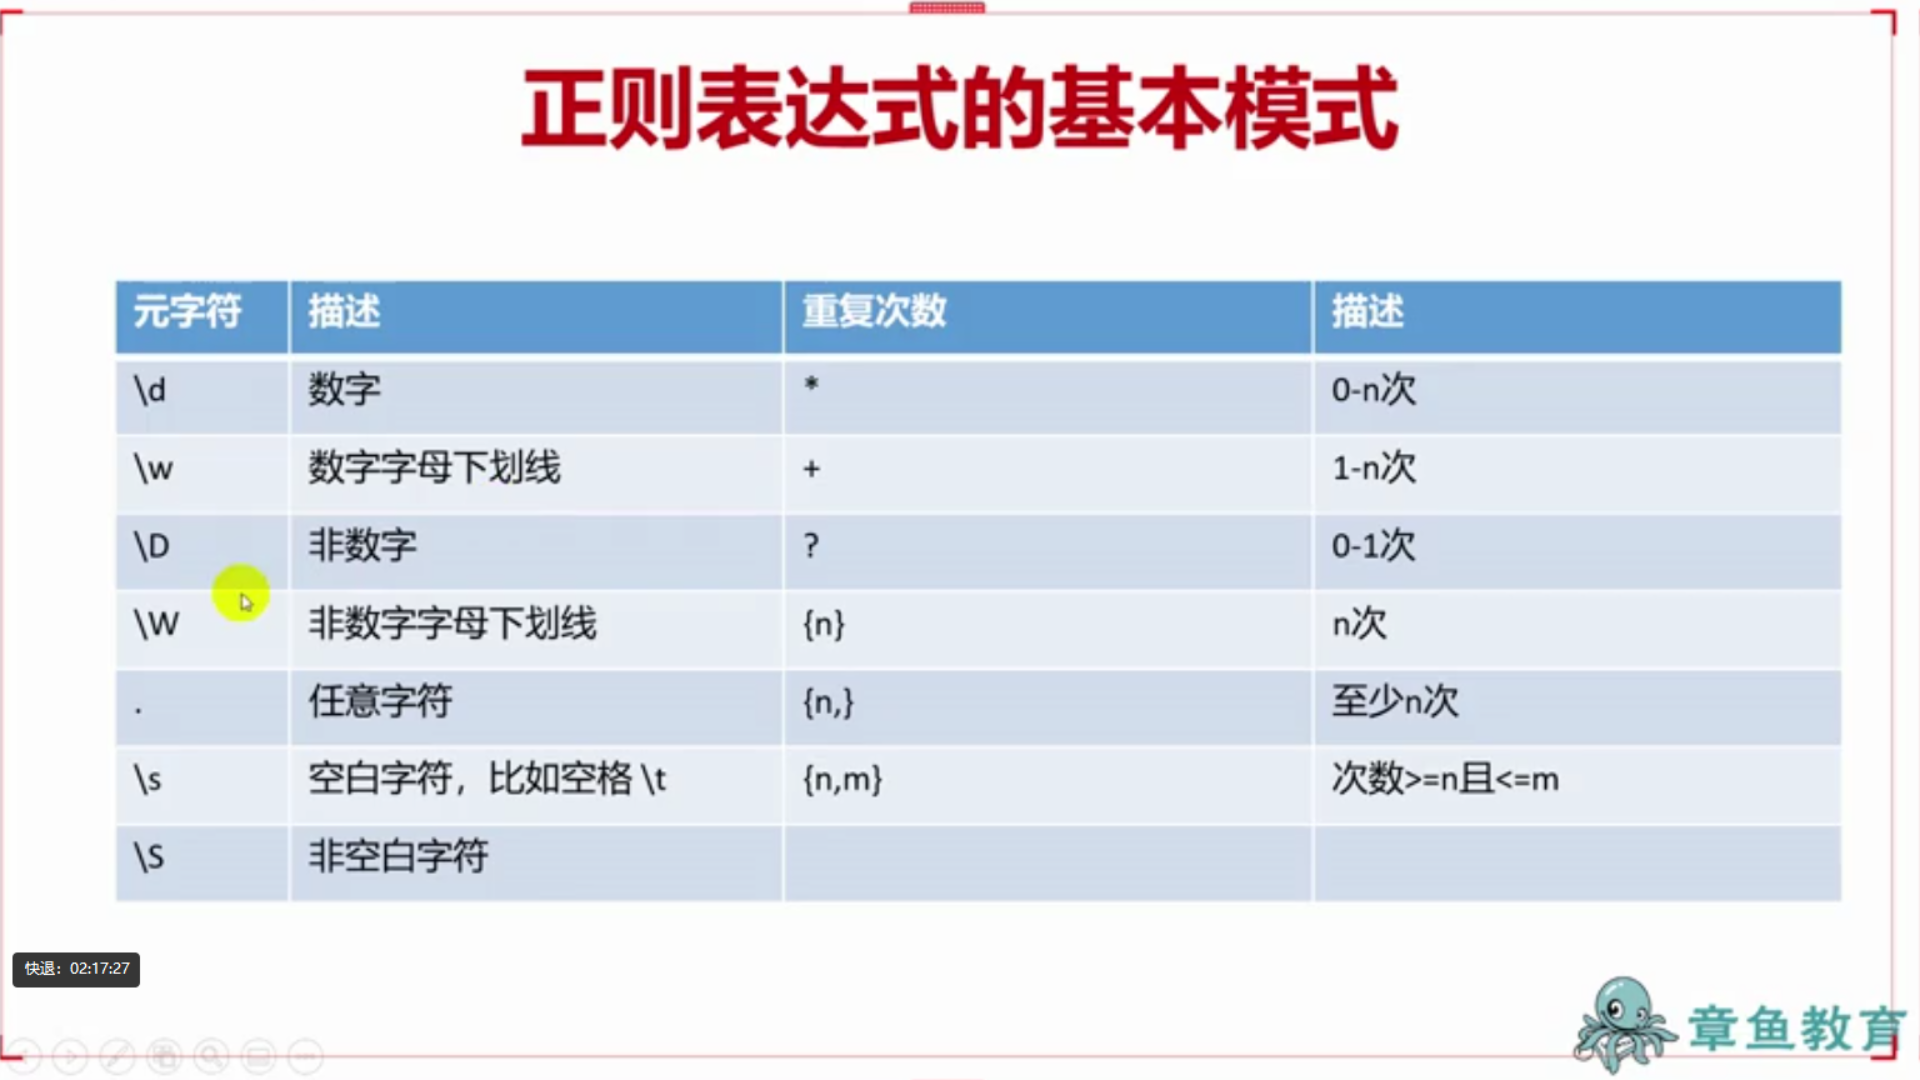 正则表达式的基本模式
元字符 描述 重复次数 描述
\d 数字 * 0-n次
\w 数字字母下划线 + 1-n次
\D 非数字 ? 0-1次
\W 非数字字母下划线 {n} n次
. 任意字符 {n,} 至少n次
\s 空白字符，比如空格 \t {n,m} 次数>=n且<=m
\S 非空白字符
快退：02:17:27
章鱼教育